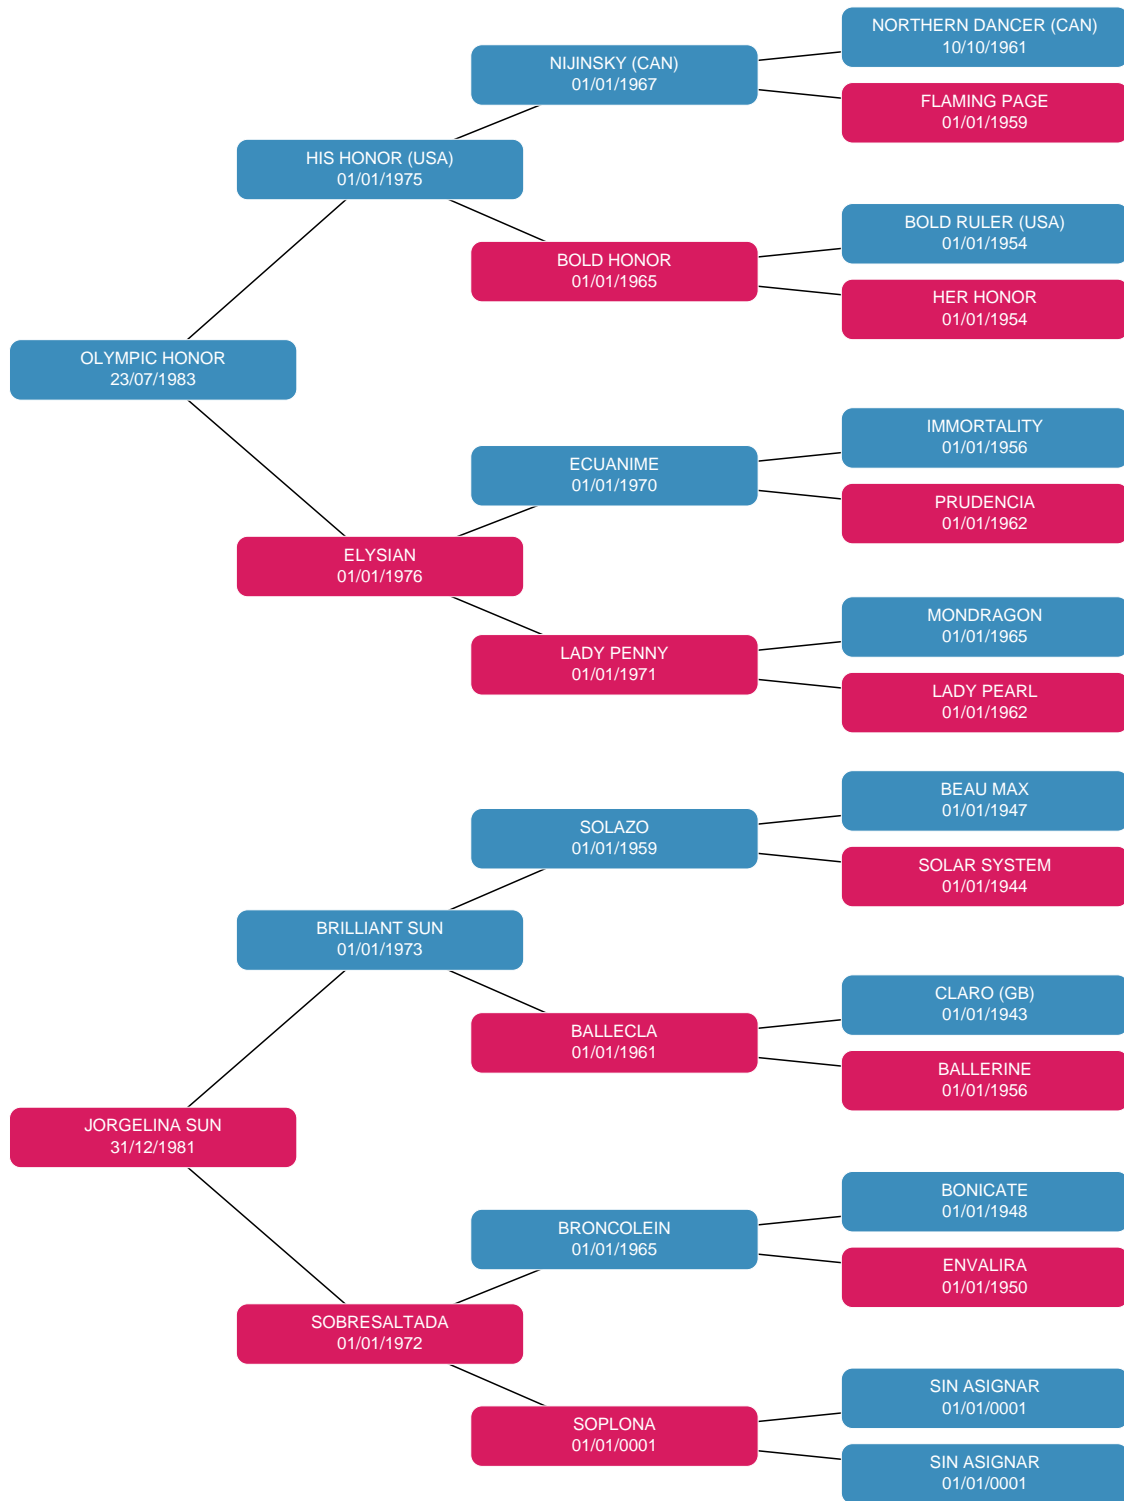 NORTHERN DANCER (CAN)
10/10/1961
NIJINSKY (CAN)
01/01/1967
FLAMING PAGE
01/01/1959
HIS HONOR (USA)
01/01/1975
BOLD RULER (USA)
01/01/1954
BOLD HONOR
01/01/1965
HER HONOR
01/01/1954
OLYMPIC HONOR
23/07/1983
IMMORTALITY
01/01/1956
ECUANIME
01/01/1970
PRUDENCIA
01/01/1962
ELYSIAN
01/01/1976
MONDRAGON
01/01/1965
LADY PENNY
01/01/1971
LADY PEARL
01/01/1962
BEAU MAX
01/01/1947
SOLAZO
01/01/1959
SOLAR SYSTEM
01/01/1944
BRILLIANT SUN
01/01/1973
CLARO (GB)
01/01/1943
BALLECLA
01/01/1961
BALLERINE
01/01/1956
JORGELINA SUN
31/12/1981
BONICATE
01/01/1948
BRONCOLEIN
01/01/1965
ENVALIRA
01/01/1950
SOBRESALTADA
01/01/1972
SIN ASIGNAR
01/01/0001
SOPLONA
01/01/0001
SIN ASIGNAR
01/01/0001